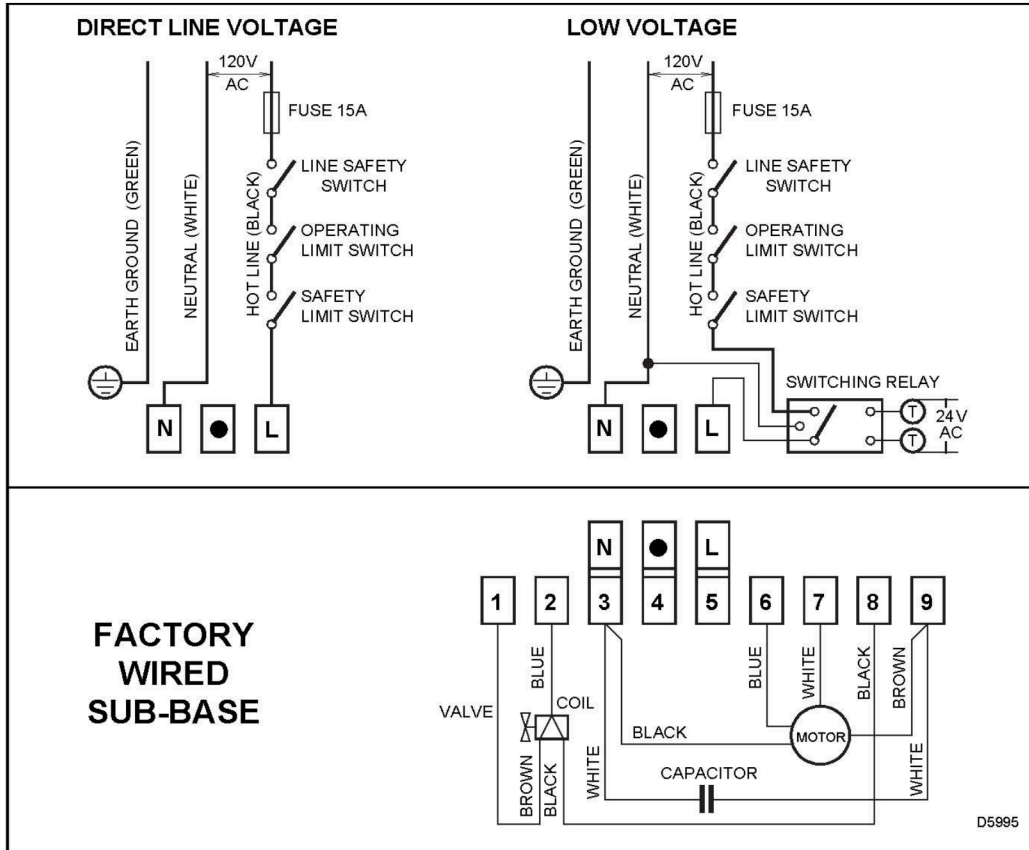 DIRECT LINE VOLTAGE
120V
AC
FUSE 15A
LINE SAFETY
SWITCH
OPERATING
LIMIT SWITCH
SAFETY
LIMIT SWITCH
EARTH GROUND (GREEN)
NEUTRAL (WHITE)
HOT LINE (BLACK)
N
L
LOW VOLTAGE
120V
AC
FUSE 15A
LINE SAFETY
SWITCH
OPERATING
LIMIT SWITCH
SAFETY
LIMIT SWITCH
EARTH GROUND (GREEN)
NEUTRAL (WHITE)
HOT LINE (BLACK)
SWITCHING RELAY
T
T
24V
AC
N
L
FACTORY
WIRED
SUB-BASE
N
L
1
2
3
4
5
6
7
8
9
BLUE
BLUE
WHITE
BLACK
BROWN
VALVE
COIL
BLACK
MOTOR
BROWN
BLACK
WHITE
CAPACITOR
WHITE
D5995